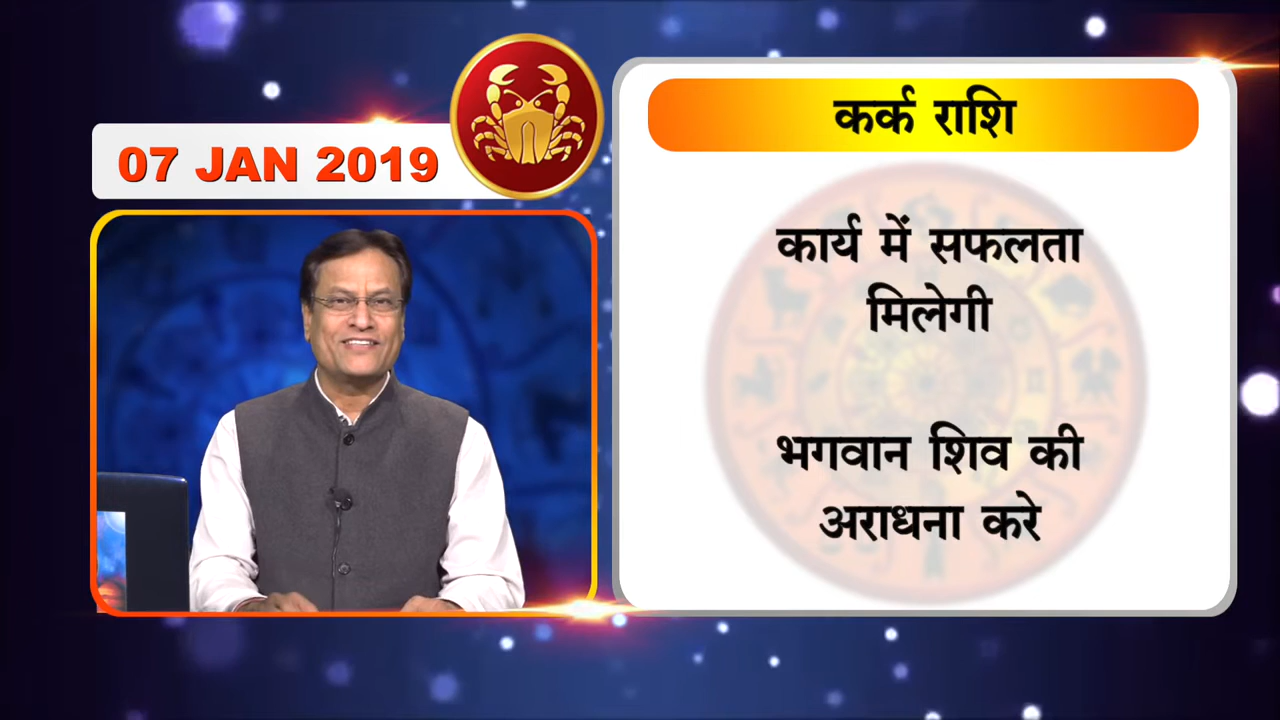 07 JAN 2019
कर्क राशि
कार्य में सफलता
मिलेगी
भगवान शिव की
अराधना करे